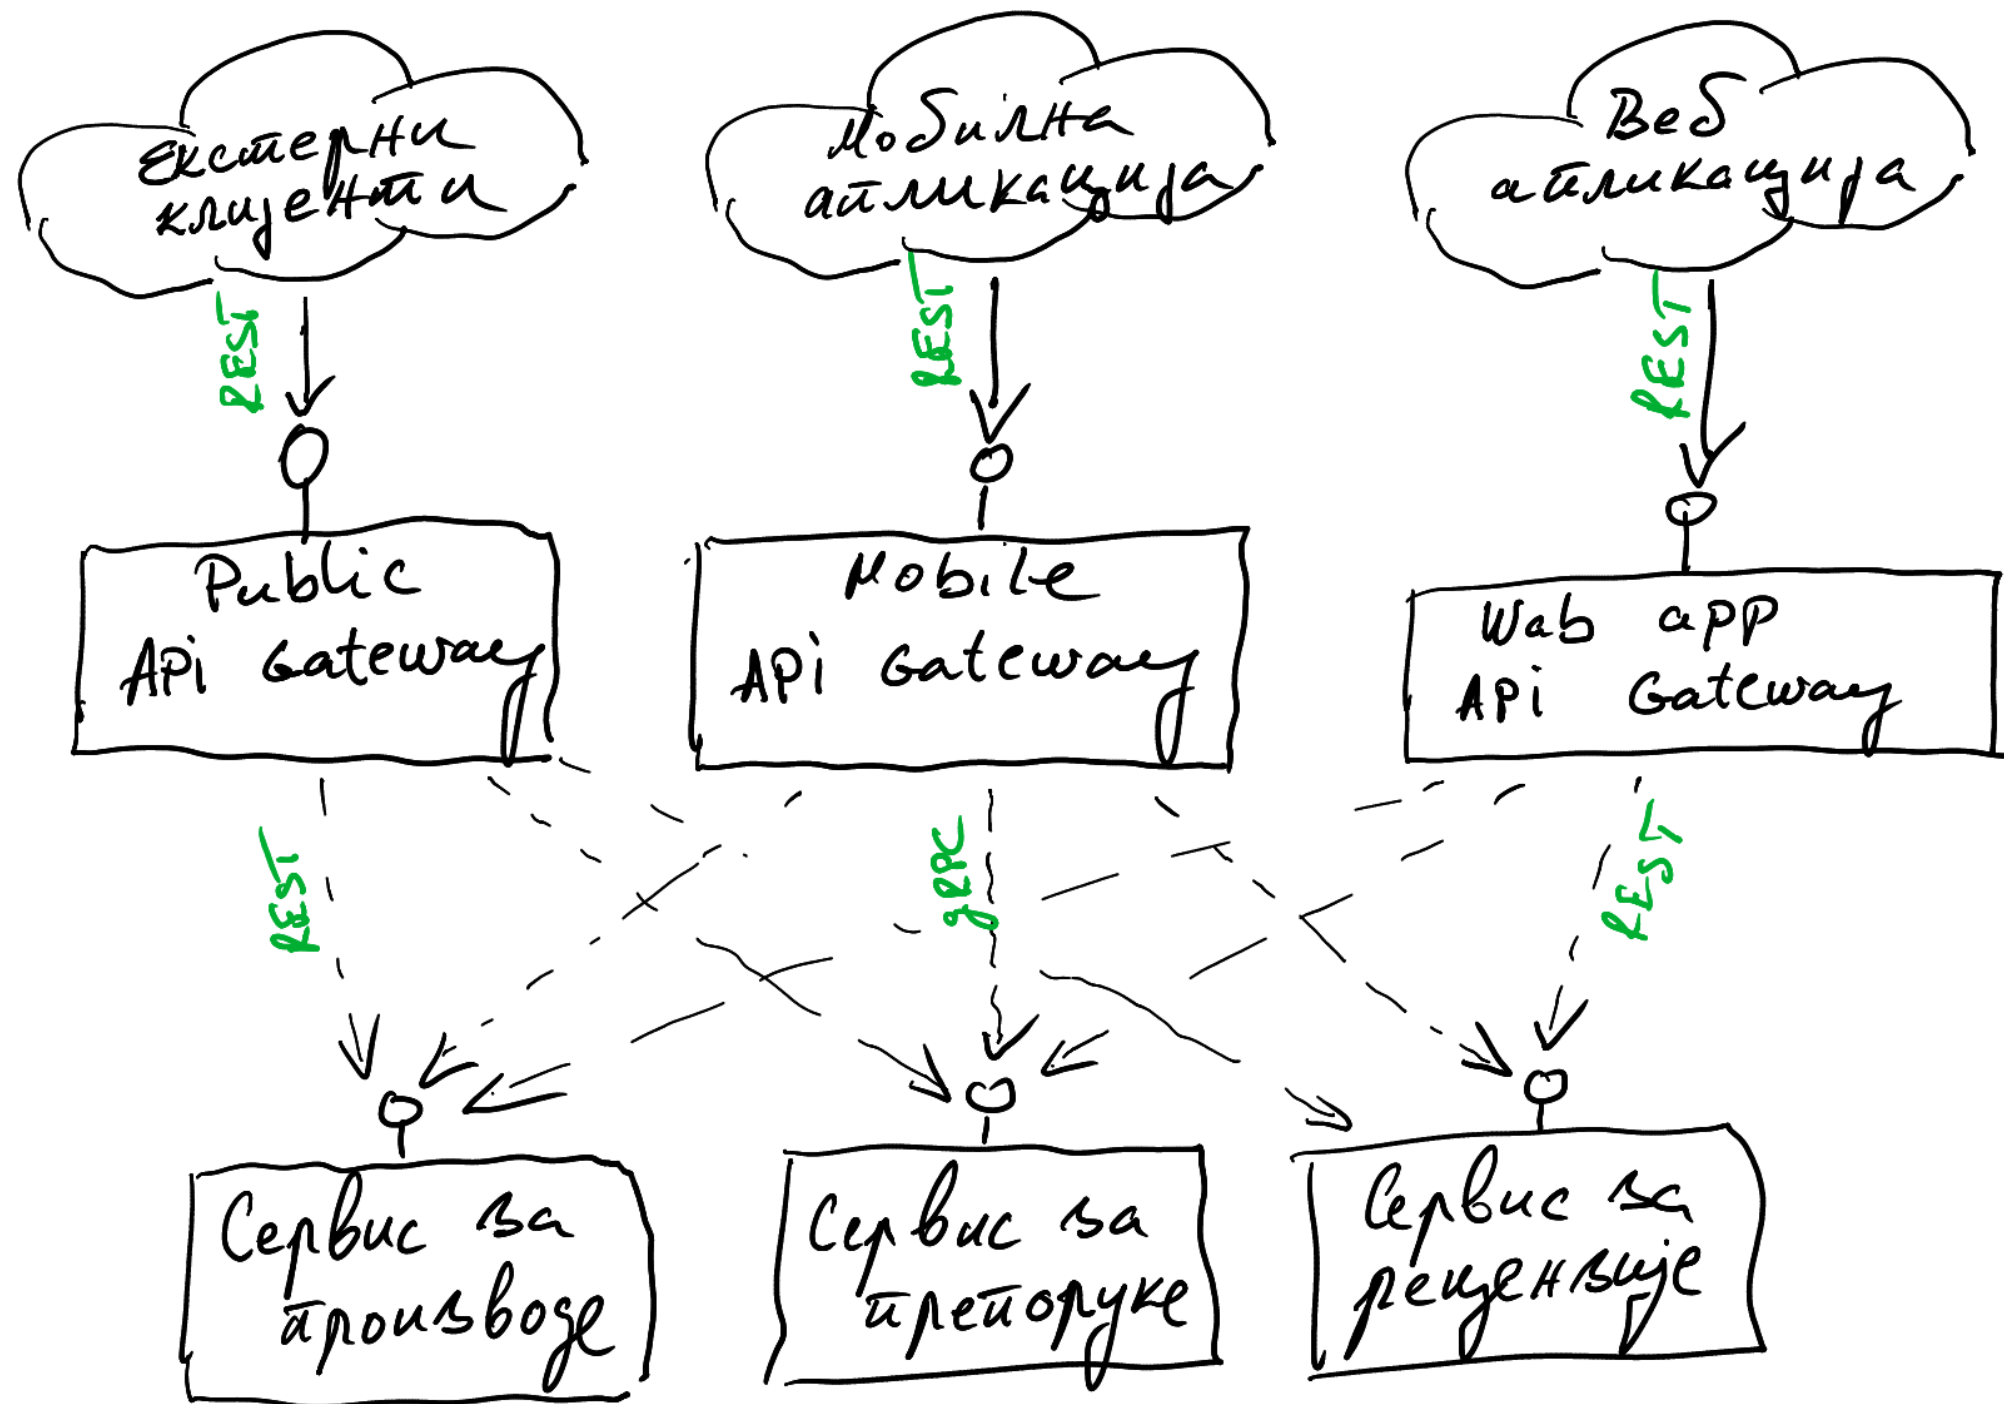 Екстерни
клијенти
Мобилна
апликација
Веб
апликација
REST
REST
REST
Public
Api Gateway
Mobile
Api Gateway
Wab app
Api Gateway
REST
gRPC
REST
Сервис за
производе
Сервис за
препоруке
Сервис за
рецензије